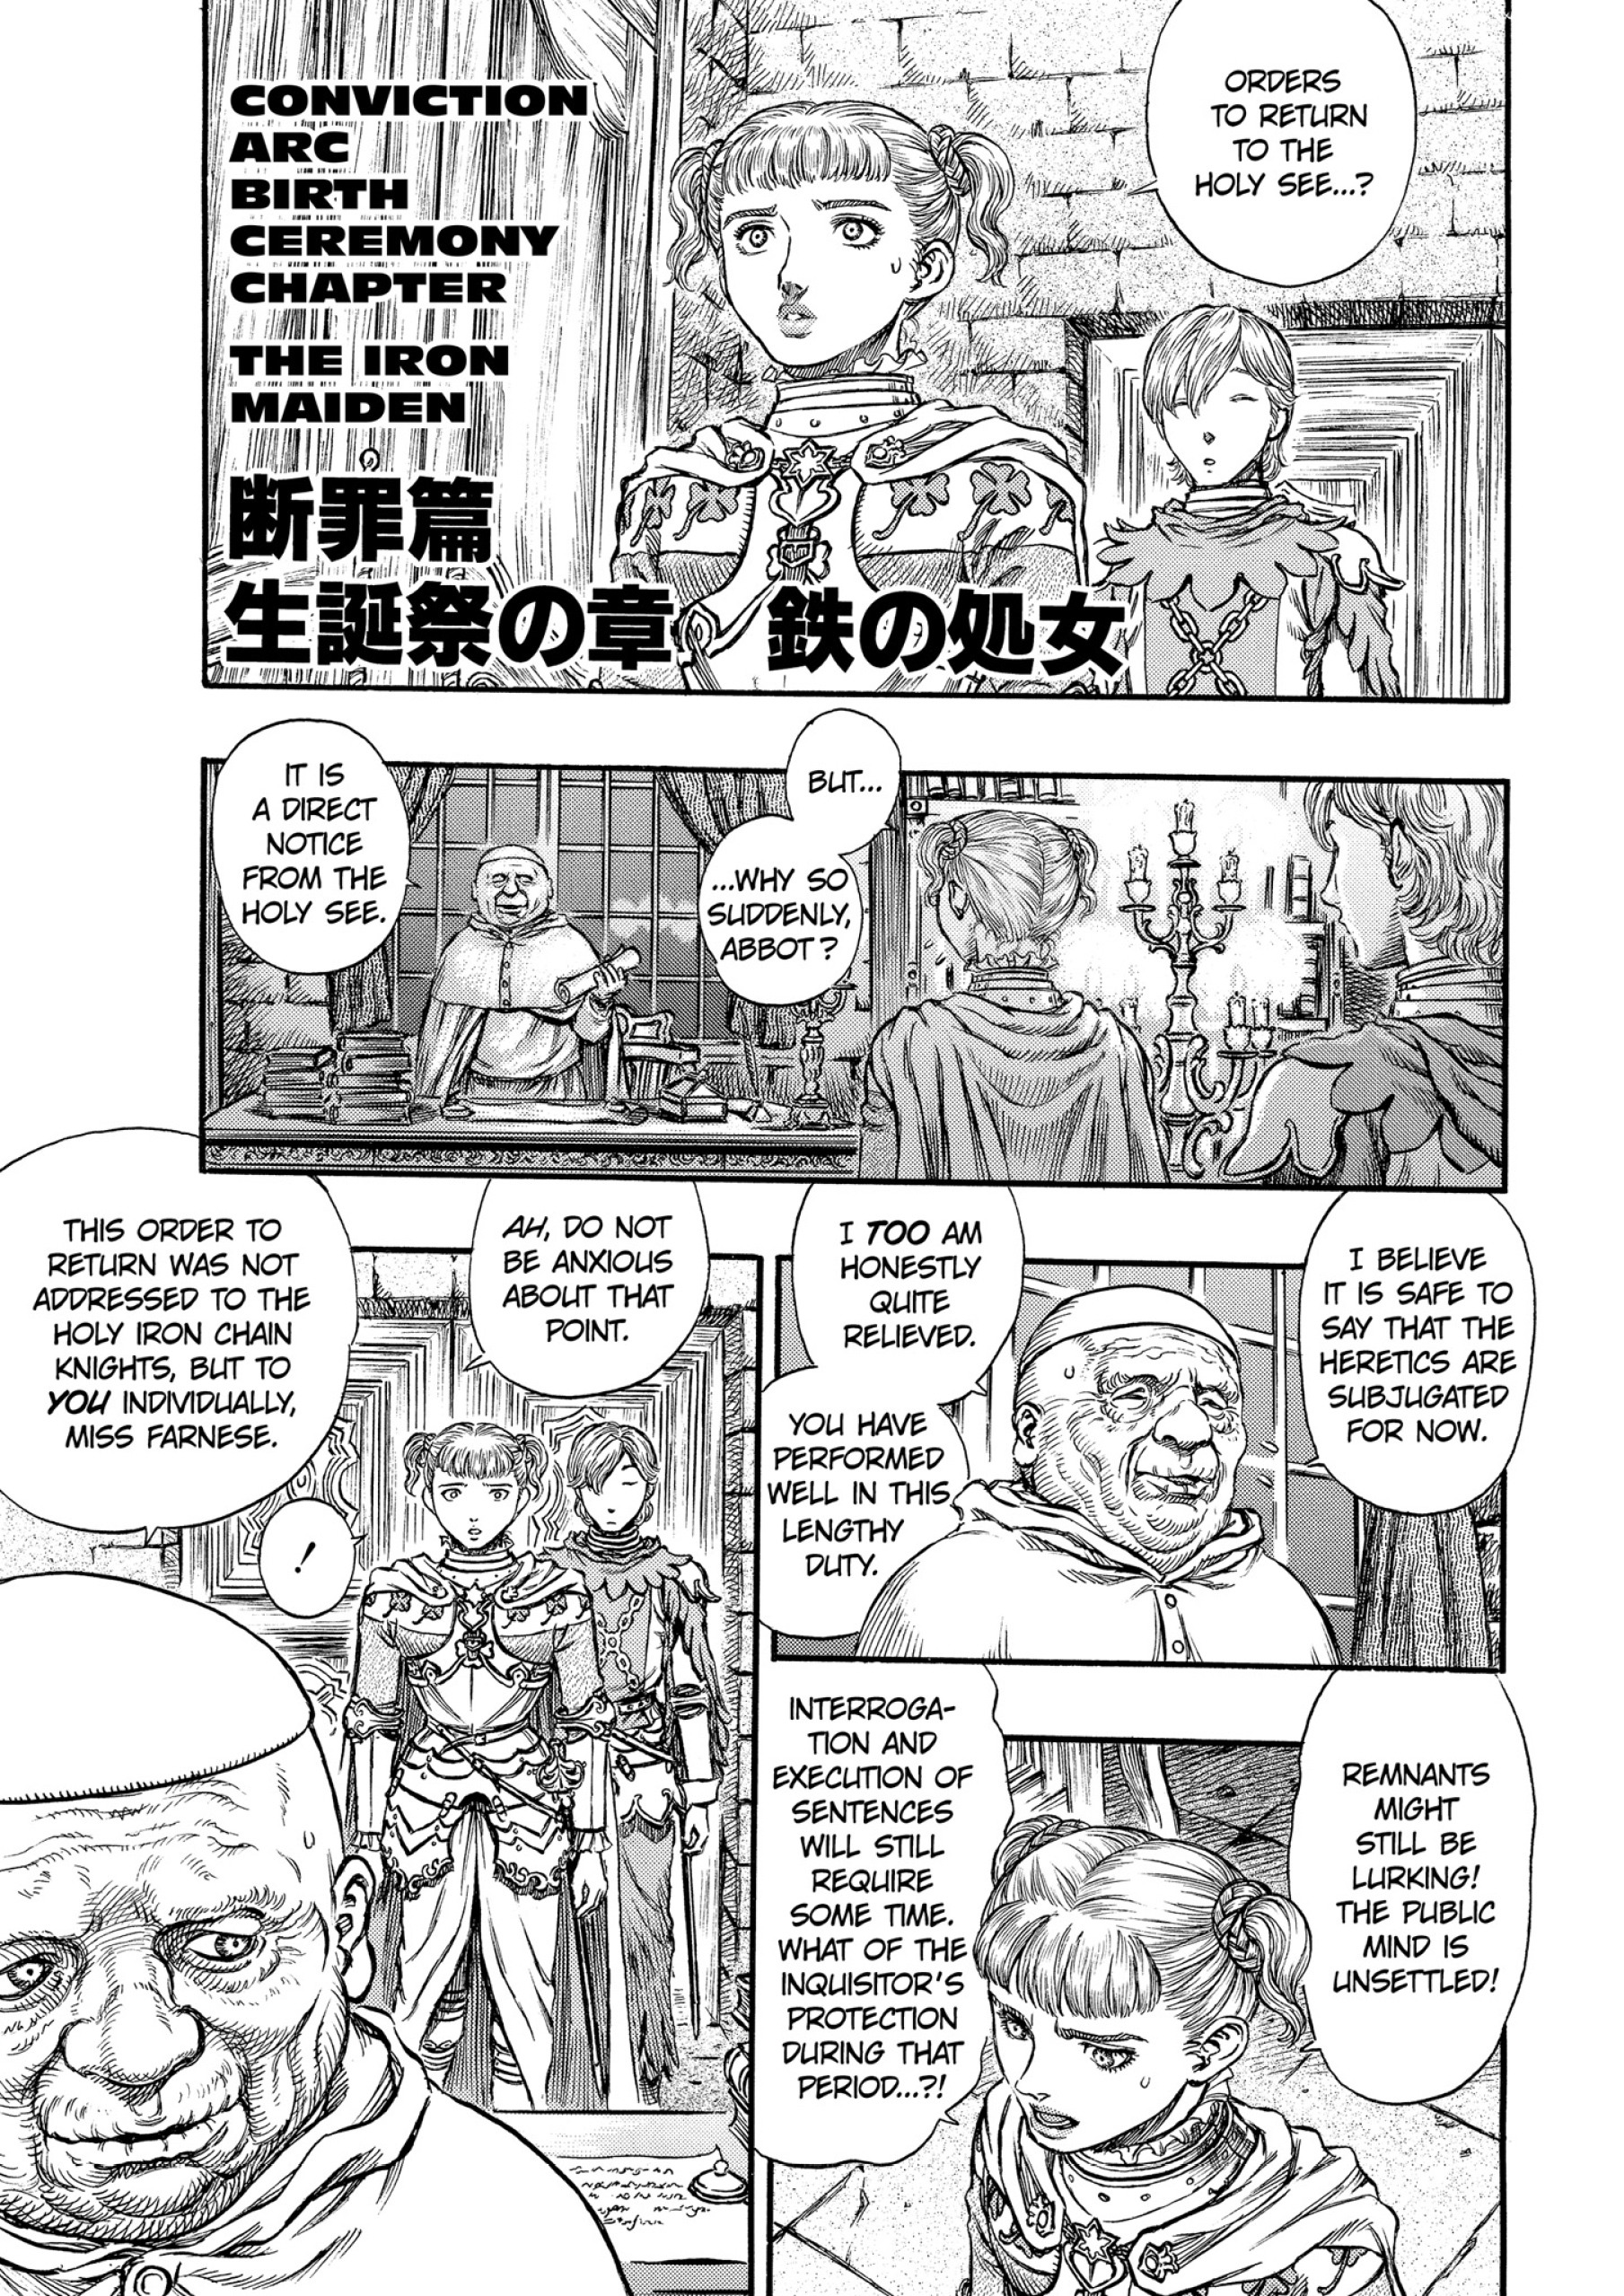 CONVICTION
ARC
BIRTH
CEREMONY
CHAPTER
THE IRON
MAIDEN
断罪篇
生誕祭の章 鉄の処女
ORDERS
TO RETURN
TO THE
HOLY SEE...?
BUT...
...WHY SO
SUDDENLY,
ABBOT?
IT IS
A DIRECT
NOTICE
FROM THE
HOLY SEE.
I BELIEVE
IT IS SAFE TO
SAY THAT THE
HERETICS ARE
SUBJUGATED
FOR NOW.
I TOO AM
HONESTLY
QUITE
RELIEVED.
YOU HAVE
PERFORMED
WELL IN THIS
LENGTHY
DUTY.
REMNANTS
MIGHT
STILL BE
LURKING!
THE PUBLIC
MIND IS
UNSETTLED!
INTERROGA-
TION AND
EXECUTION OF
SENTENCES
WILL STILL
REQUIRE
SOME TIME.
WHAT OF THE
INQUISITOR'S
PROTECTION
DURING THAT
PERIOD...?!
AH, DO NOT
BE ANXIOUS
ABOUT THAT
POINT.
THIS ORDER TO
RETURN WAS NOT
ADDRESSED TO THE
HOLY IRON CHAIN
KNIGHTS, BUT TO
YOU INDIVIDUALLY,
MISS FARNESE.
!